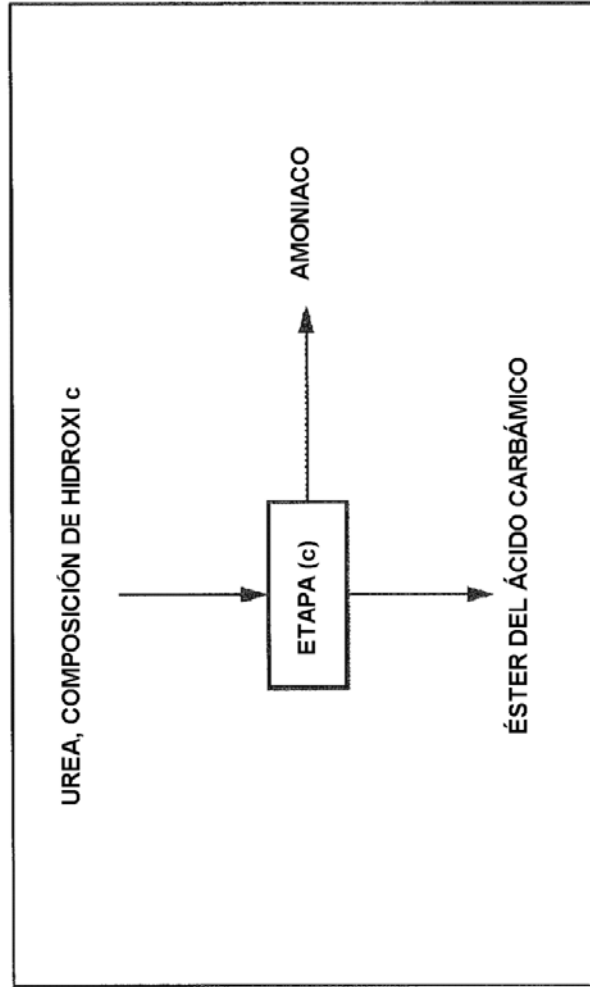 UREA, COMPOSICIÓN DE HIDROXI c
ETAPA (c)
AMONIACO
ÉSTER DEL ÁCIDO CARBÁMICO